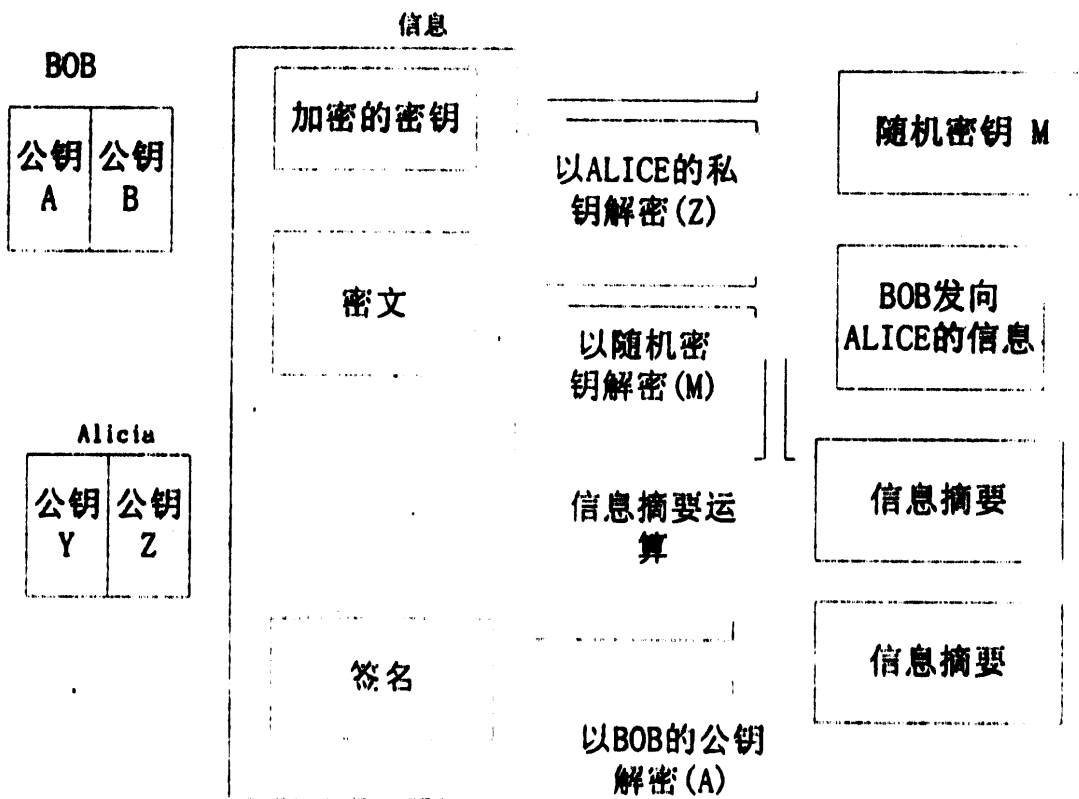 信息
BOB
公钥
A
公钥
B
加密的密钥
以ALICE的私
钥解密(Z)
随机密钥 M
密文
以随机密
钥解密(M)
BOB发向
ALICE的信息
Alicia
公钥
Y
公钥
Z
信息摘要运
算
信息摘要
签名
以BOB的公钥
解密(A)
信息摘要